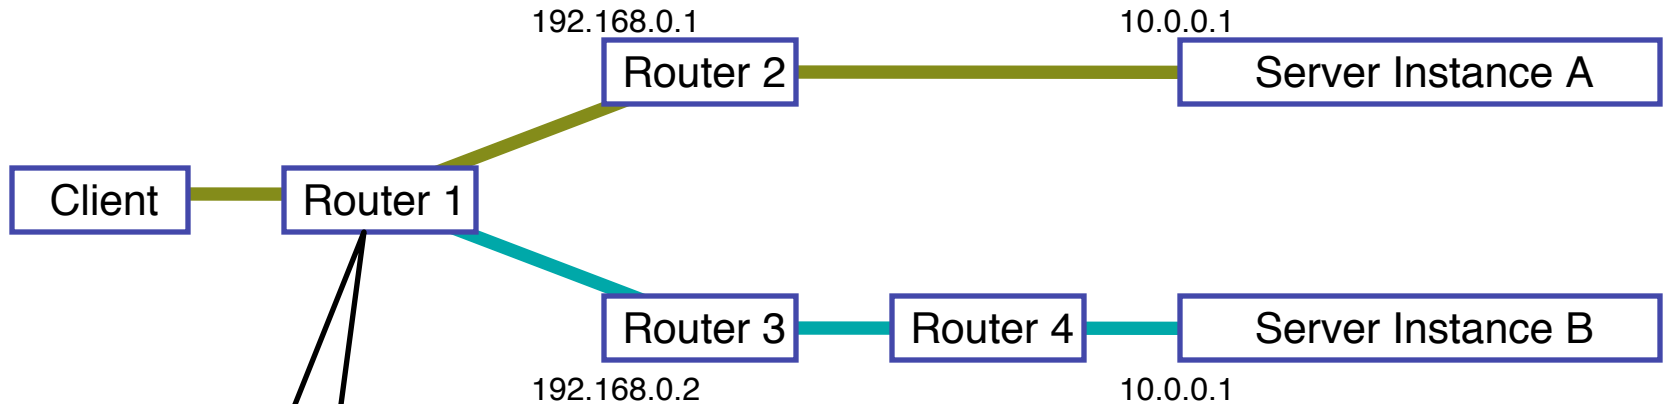 192.168.0.1
10.0.0.1
Router 2
Server Instance A
Client
Router 1
Router 3
Router 4
Server Instance B
192.168.0.2
10.0.0.1